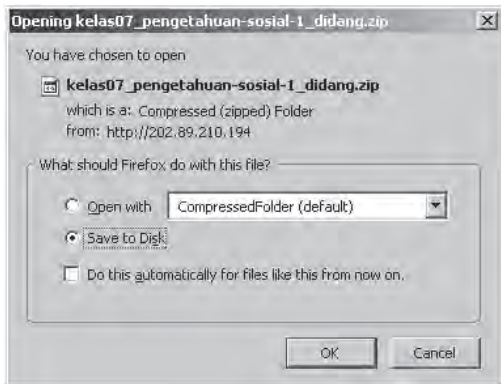 Opening kelas07_pengetahuan-sosial-1_didang.zip
You have chosen to open
kelas07_pengetahuan-sosial-1_didang.zip
which is a: Compressed (zipped) Folder
from: http://202.89.210.194
What should Firefox do with this file?
Open with CompressedFolder (default)
Save to Disk
Do this automatically for files like this from now on.
OK Cancel